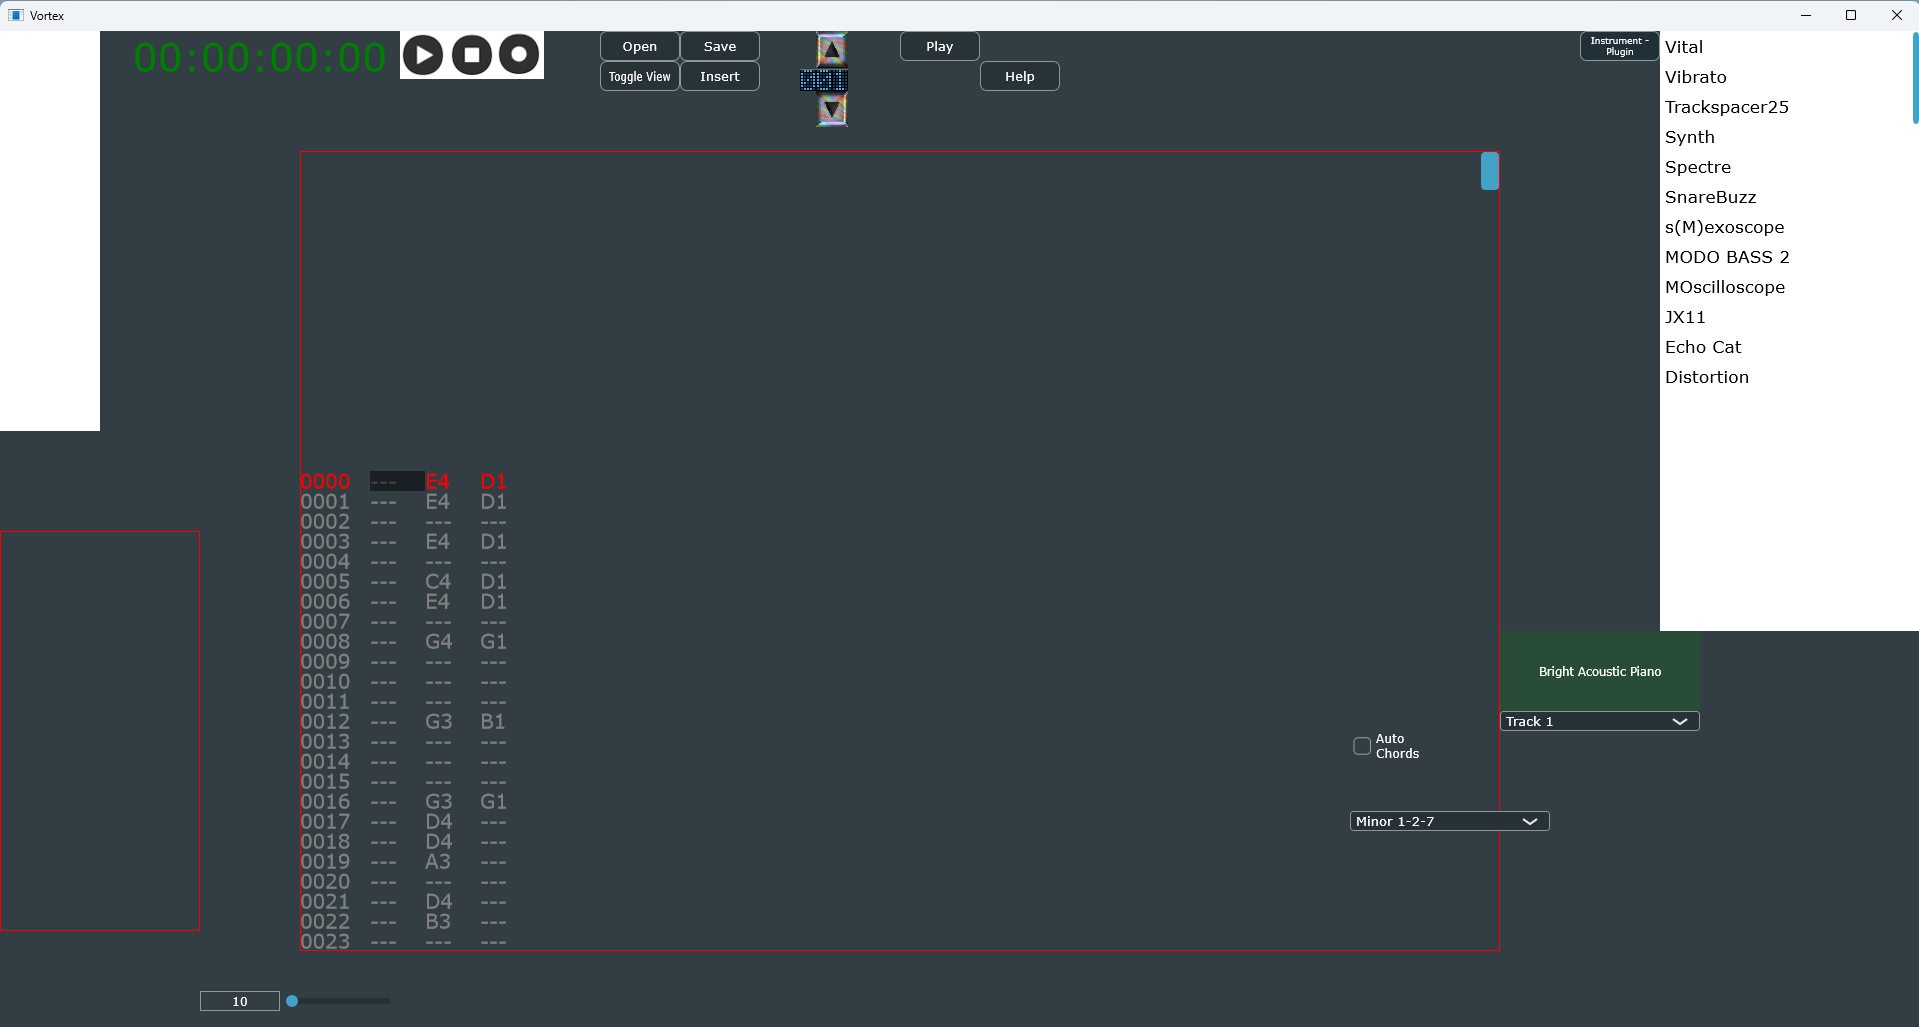 Vortex
00:00:00:00
Open Save Play Instrument - Plugin
Toggle View Insert Help
Vital
Vibrato
Trackspacer25
Synth
Spectre
SnareBuzz
s(M)exoscope
MODO BASS 2
MOscilloscope
JX11
Echo Cat
Distortion
0000 --- E4 D1
0001 --- E4 D1
0002 --- --- ---
0003 --- E4 D1
0004 --- --- ---
0005 --- C4 D1
0006 --- E4 D1
0007 --- --- ---
0008 --- G4 G1
0009 --- --- ---
0010 --- --- ---
0011 --- --- ---
0012 --- G3 B1
0013 --- --- ---
0014 --- --- ---
0015 --- --- ---
0016 --- G3 G1
0017 --- D4 ---
0018 --- D4 ---
0019 --- A3 ---
0020 --- --- ---
0021 --- D4 ---
0022 --- B3 ---
0023 --- --- ---
Bright Acoustic Piano
Track 1
Auto
Chords
Minor 1-2-7
10